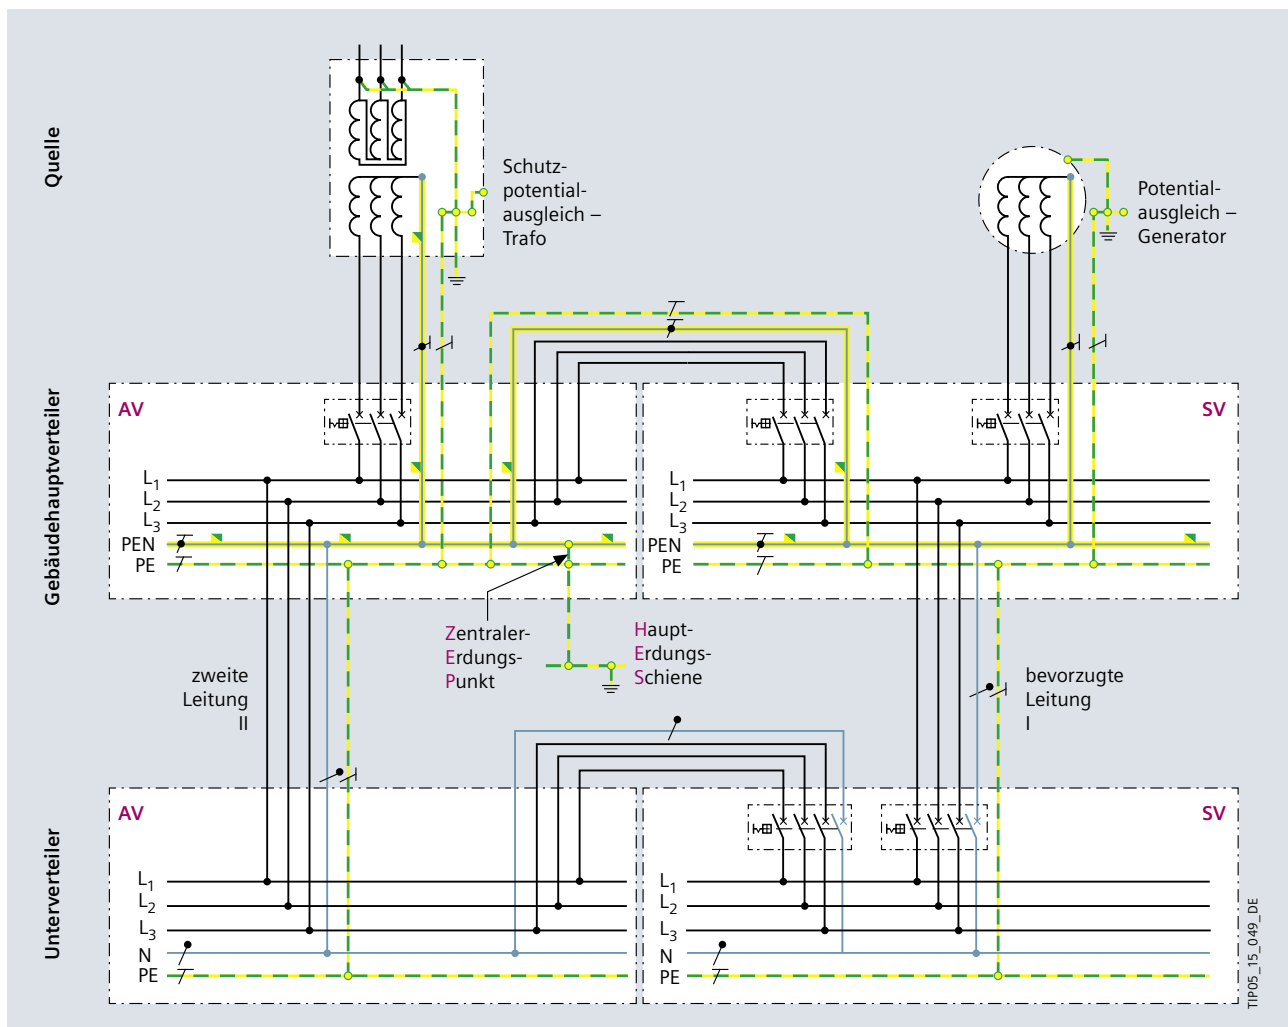 Quelle
Schutz-
potential-
ausgleich –
Trafo
Potential-
ausgleich –
Generator
Gebäudehauptverteiler
AV
SV
L1
L2
L3
PEN
PE
L1
L2
L3
PEN
PE
Zentraler-
Erdungs-
Punkt
Haupt-
Erdungs-
Schiene
zweite
Leitung
II
bevorzugte
Leitung
I
Unterverteiler
AV
SV
L1
L2
L3
N
PE
L1
L2
L3
N
PE
TIP05_15_049_DE